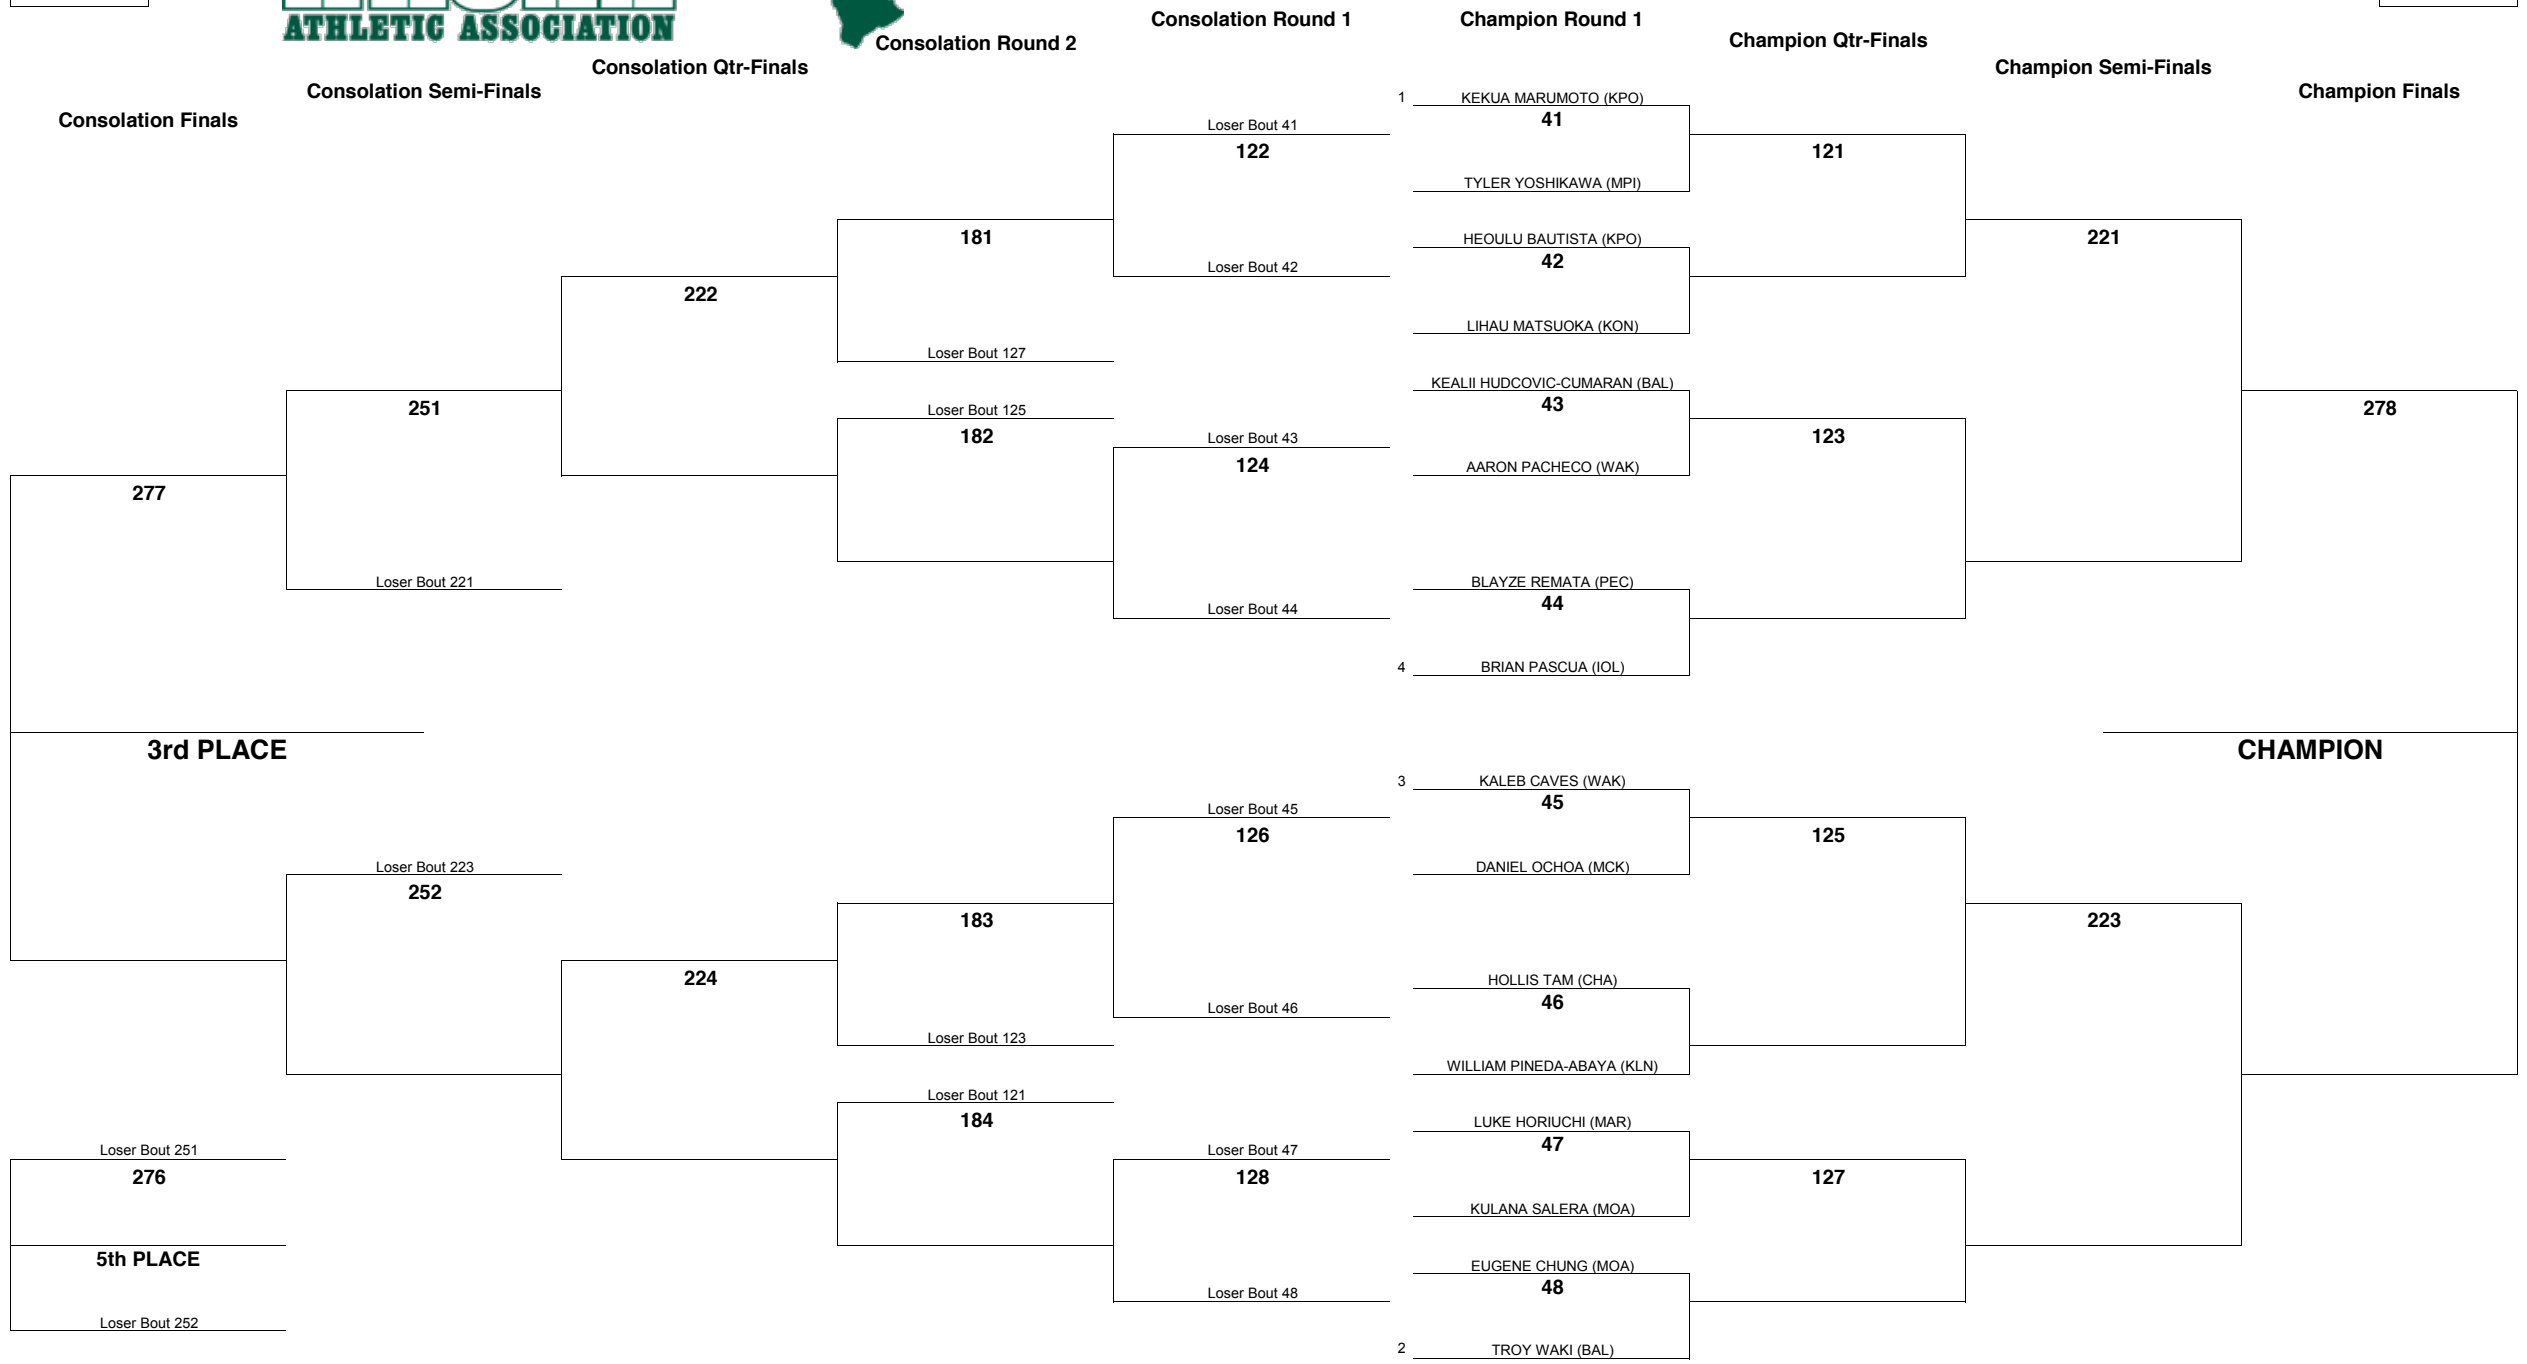 ATHLETIC ASSOCIATION
Consolation Round 1
Champion Round 1
Consolation Round 2
Champion Qtr-Finals
Consolation Qtr-Finals
Champion Semi-Finals
Consolation Semi-Finals
Champion Finals
Consolation Finals
1 KEKUA MARUMOTO (KPO)
41
Loser Bout 41
122
121
TYLER YOSHIKAWA (MPI)
181
HEOULU BAUTISTA (KPO)
221
42
Loser Bout 42
222
LIHAU MATSUOKA (KON)
Loser Bout 127
KEALII HUDCOVIC-CUMARAN (BAL)
251
Loser Bout 125
43
278
182
Loser Bout 43
123
124
AARON PACHECO (WAK)
277
Loser Bout 221
BLAYZE REMATA (PEC)
44
Loser Bout 44
4 BRIAN PASCUA (IOL)
3rd PLACE
CHAMPION
3 KALEB CAVES (WAK)
45
Loser Bout 45
126
125
Loser Bout 223
DANIEL OCHOA (MCK)
252
183
223
224
HOLLIS TAM (CHA)
46
Loser Bout 46
Loser Bout 123
WILLIAM PINEDA-ABAYA (KLN)
Loser Bout 121
184
LUKE HORIUCHI (MAR)
47
Loser Bout 251
Loser Bout 47
276
128
127
KULANA SALERA (MOA)
5th PLACE
EUGENE CHUNG (MOA)
48
Loser Bout 48
Loser Bout 252
2 TROY WAKI (BAL)